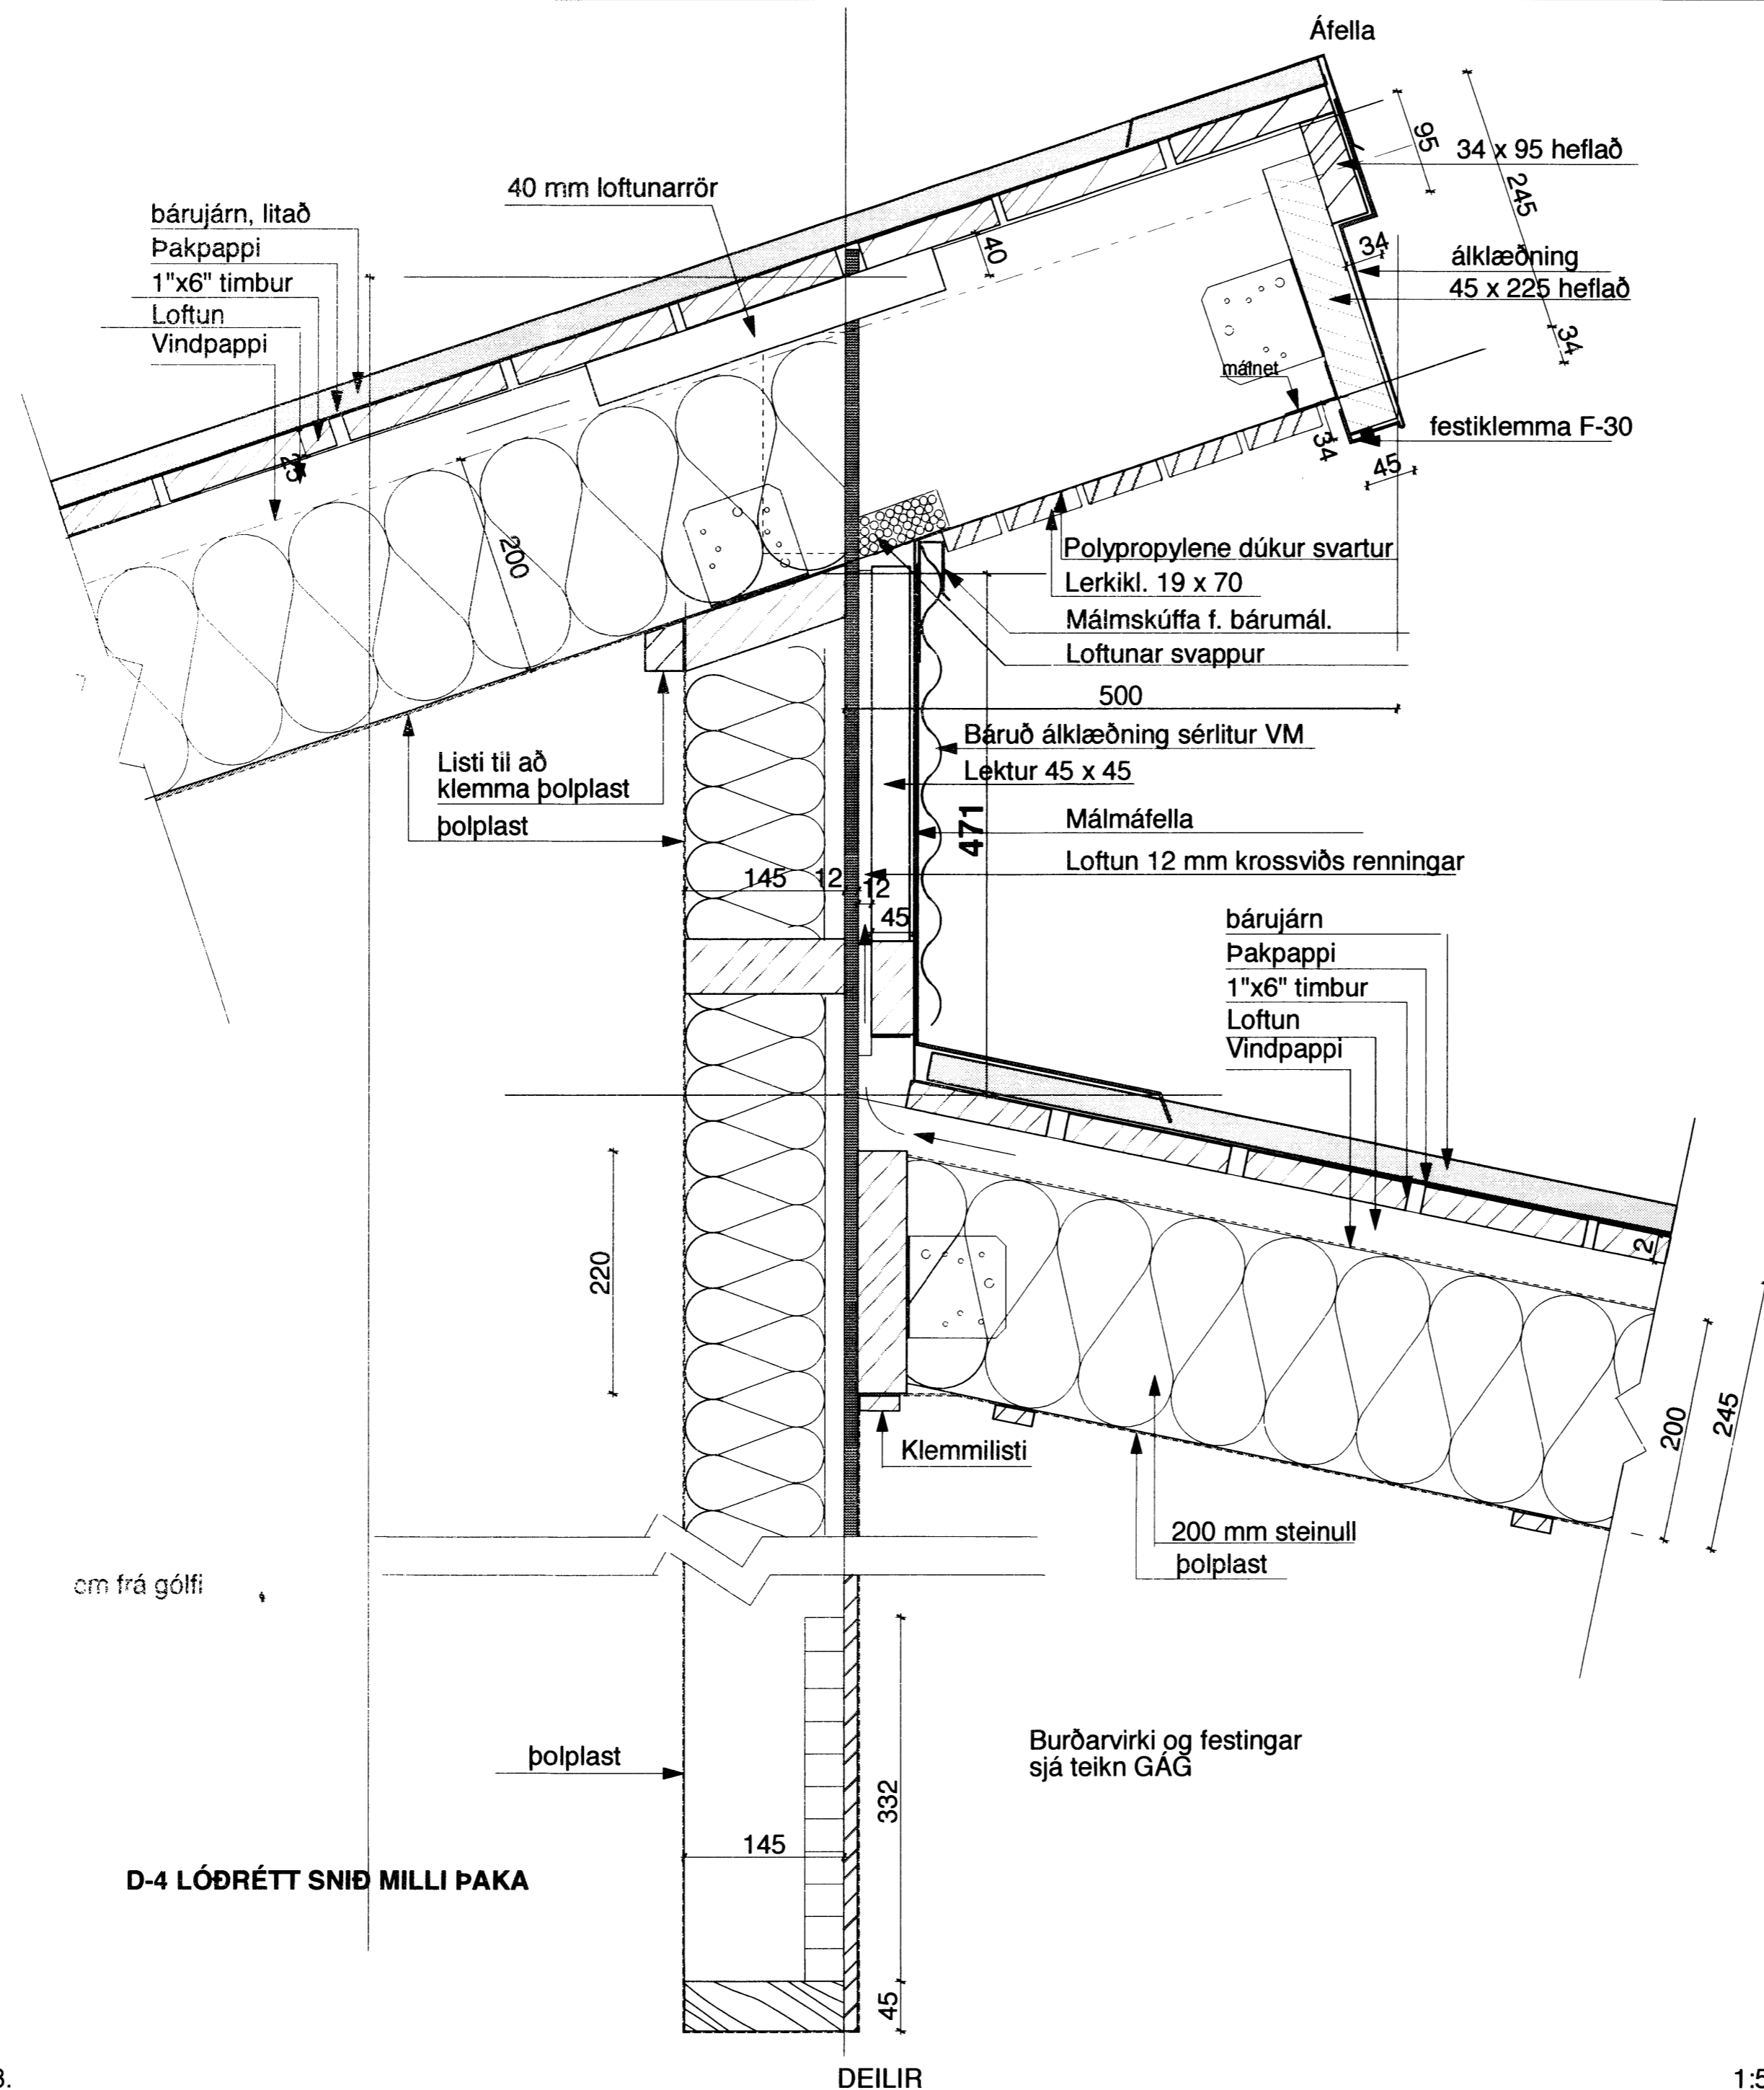 Áfella
95
34 x 95 heflað
245
34
álklæðning
45 x 225 heflað
34
festiklemma F-30
34
45
málnet
40 mm loftunarrör
40
bárujárn, litað
Þakpappi
1"x6" timbur
Loftun
Vindpappi
25
200
Polypropylene dúkur svartur
Lerkikl. 19 x 70
Málmskúffa f. bárumál.
Loftunar svappur
500
Báruð álklæðning sérlitur VM
Lektur 45 x 45
471
Málmáfella
Loftun 12 mm krossviðs renningar
Listi til að
klemma þolplast
þolplast
145
12
12
45
bárujárn
Þakpappi
1"x6" timbur
Loftun
Vindpappi
2
220
200
245
Klemmilisti
200 mm steinull
þolplast
cm frá gólfi
þolplast
332
145
45
Burðarvirki og festingar
sjá teikn GÁG
D-4 LÓÐRÉTT SNIÐ MILLI ÞAKA
DEILIR
1:5